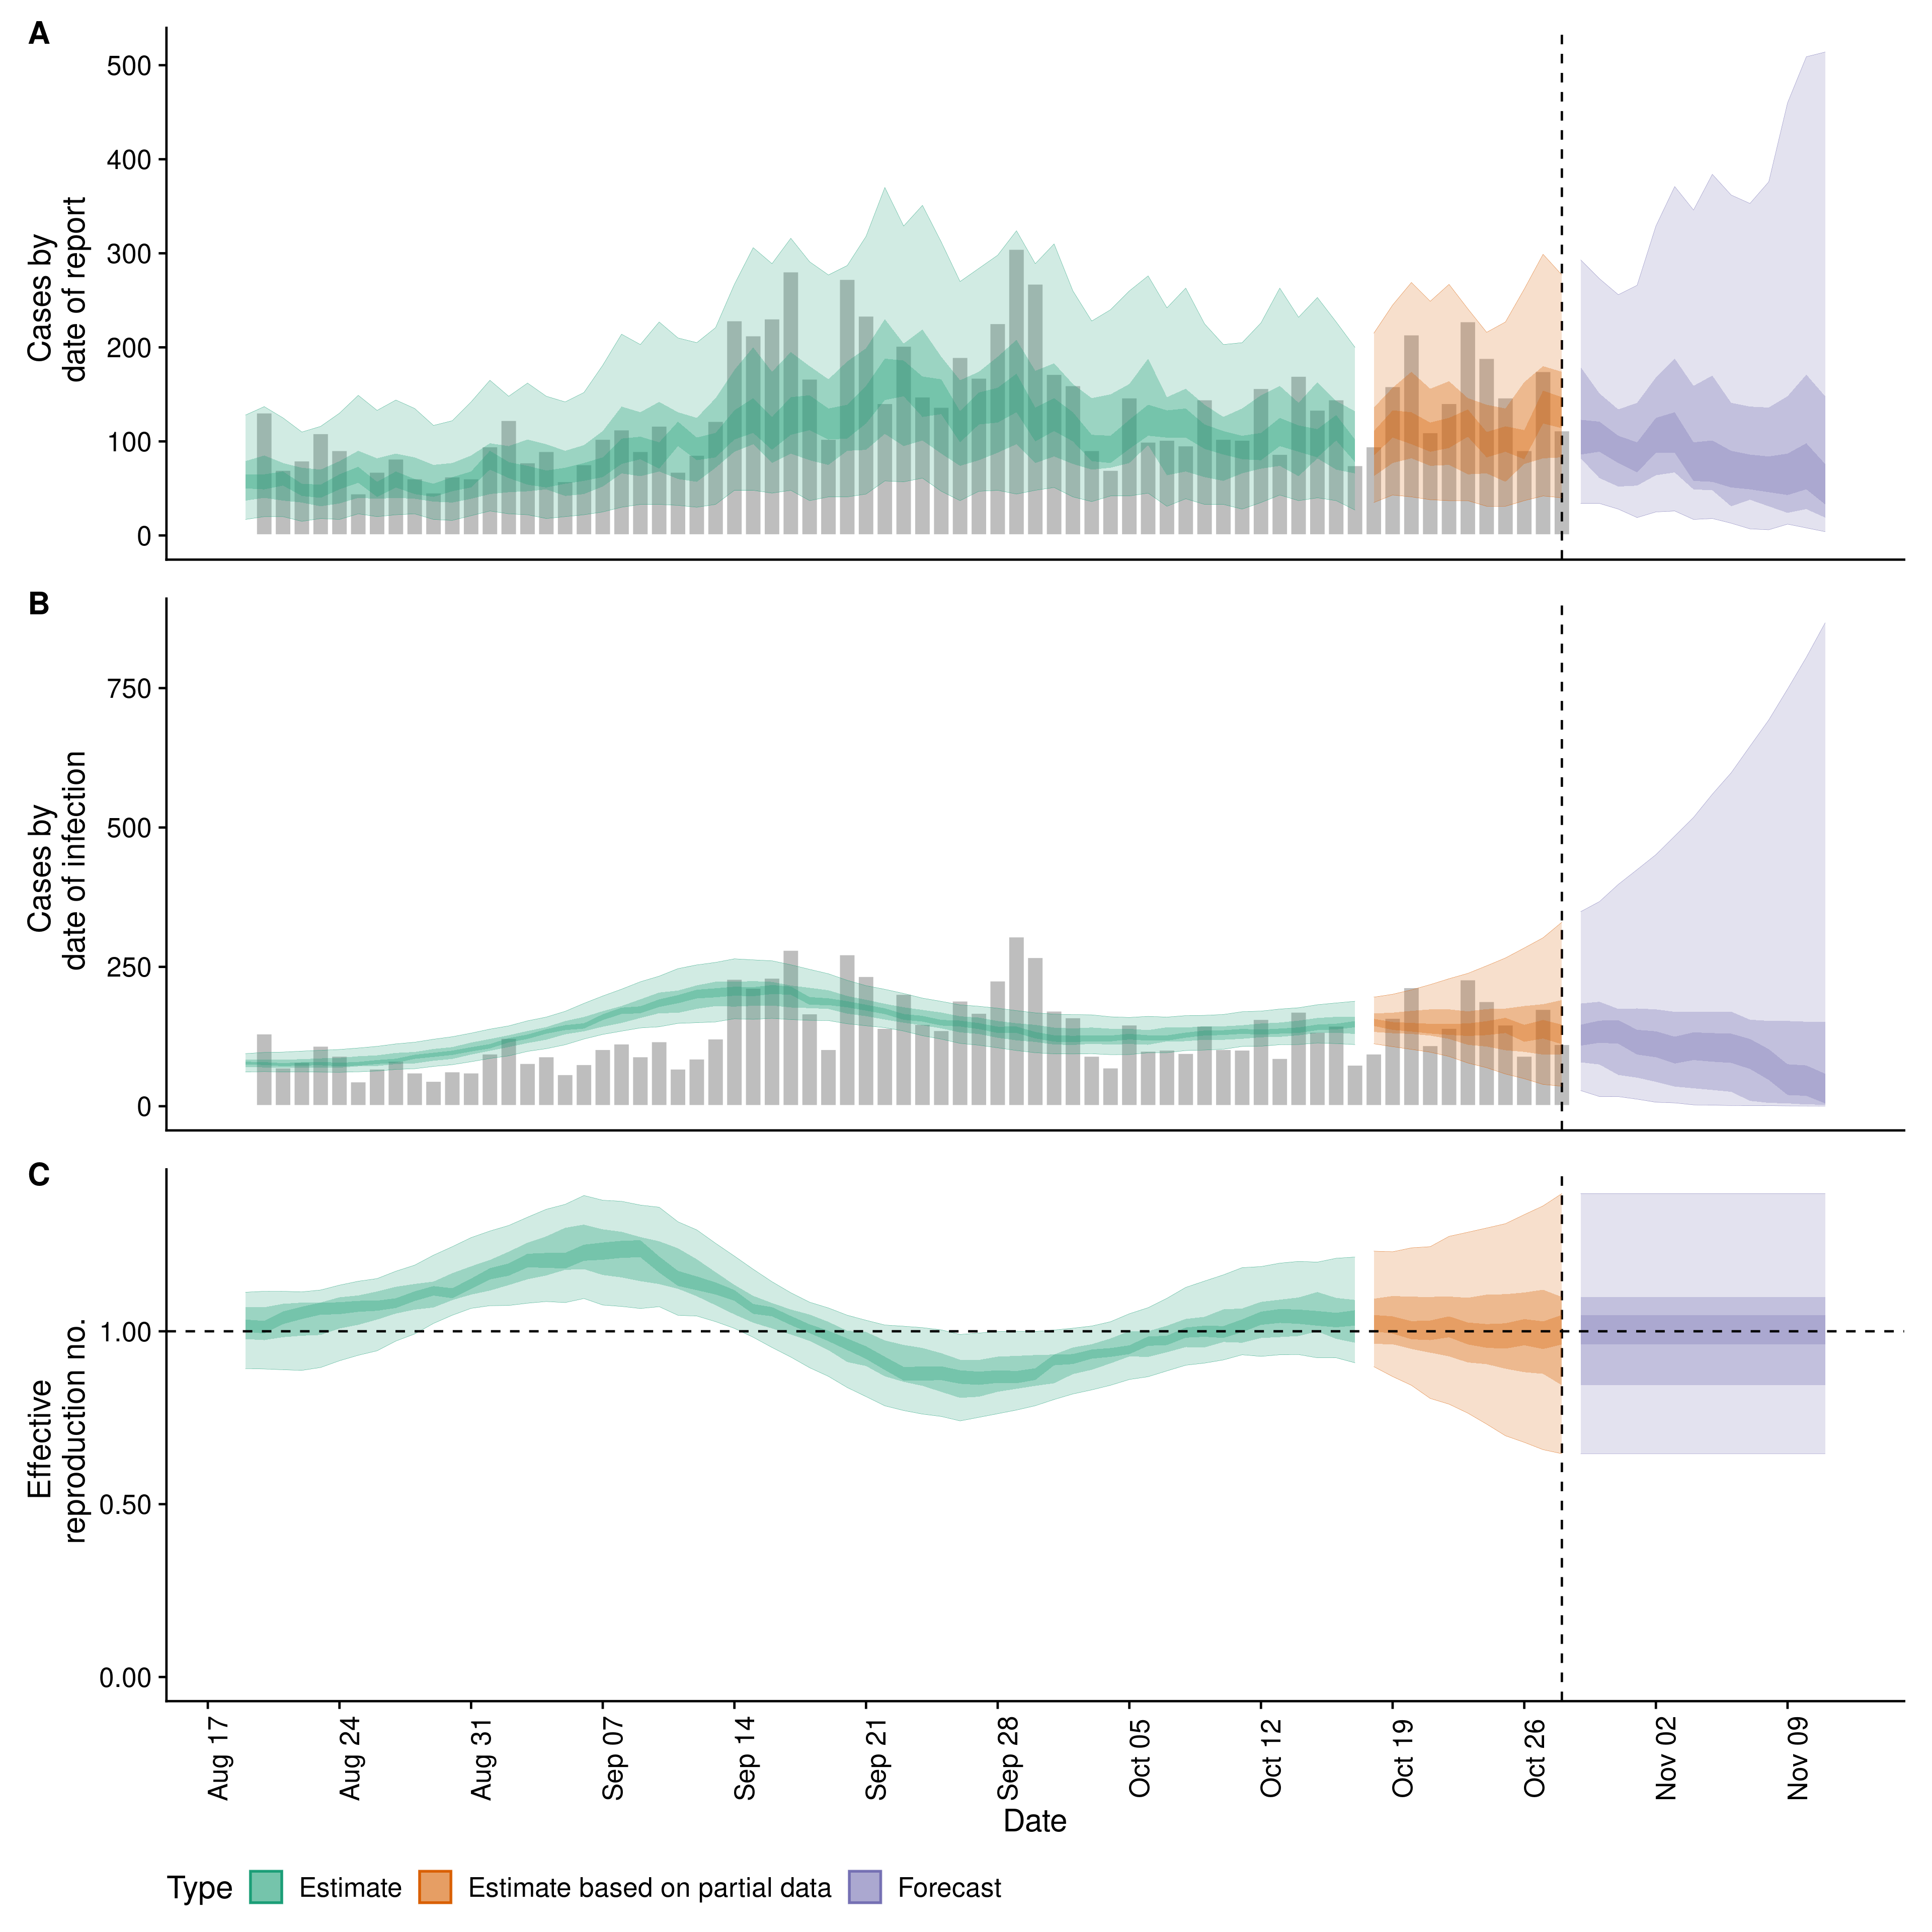 A
500
400
300
200
100
0
Cases by
date of report
B
750
500
250
0
Cases by
date of infection
C
1.00
0.50
0.00
Effective
reproduction no.
Aug 17
Aug 24
Aug 31
Sep 07
Sep 14
Sep 21
Sep 28
Oct 05
Oct 12
Oct 19
Oct 26
Nov 02
Nov 09
Date
Type Estimate Estimate based on partial data Forecast